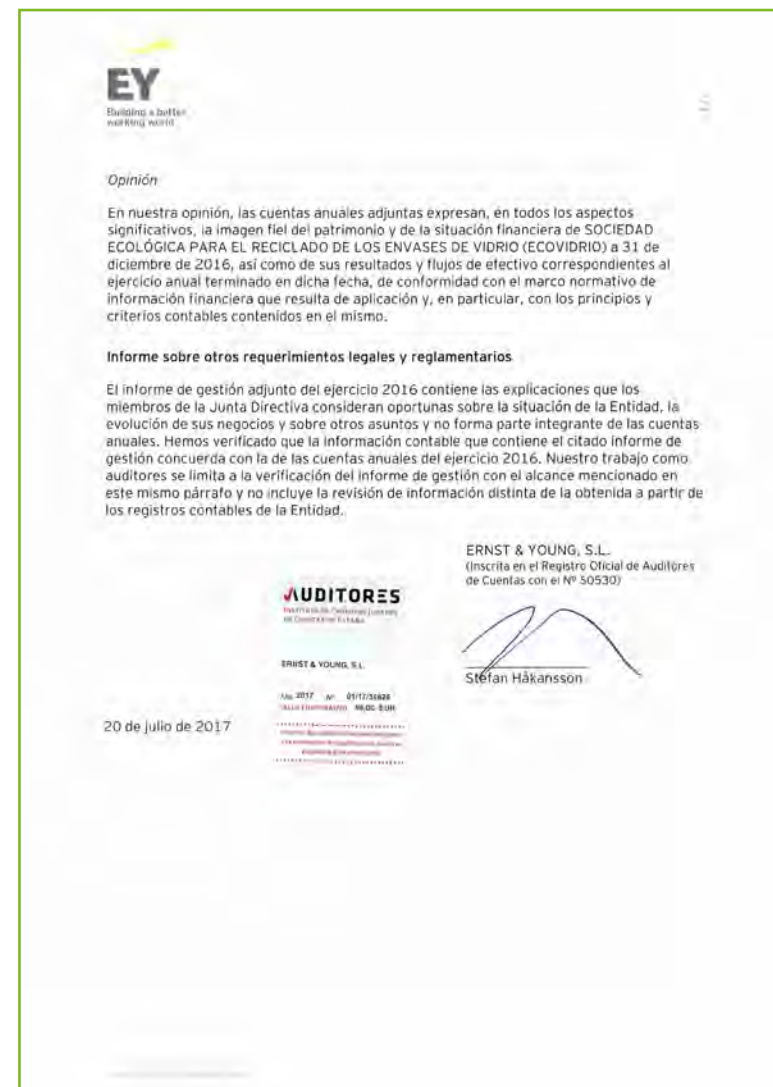 EY
Building a better
working world
Opinión
En nuestra opinión, las cuentas anuales adjuntas expresan, en todos los aspectos
significativos, la imagen fiel del patrimonio y de la situación financiera de SOCIEDAD
ECOLÓGICA PARA EL RECICLADO DE LOS ENVASES DE VIDRIO (ECOVIDRIO) a 31 de
diciembre de 2016, así como de sus resultados y flujos de efectivo correspondientes al
ejercicio anual terminado en dicha fecha, de conformidad con el marco normativo de
información financiera que resulta de aplicación y, en particular, con los principios y
criterios contables contenidos en el mismo.
Informe sobre otros requerimientos legales y reglamentarios
El informe de gestión adjunto del ejercicio 2016 contiene las explicaciones que los
miembros de la Junta Directiva consideran oportunas sobre la situación de la Entidad, la
evolución de sus negocios y sobre otros asuntos y no forma parte integrante de las cuentas
anuales. Hemos verificado que la información contable que contiene el citado informe de
gestión concuerda con la de las cuentas anuales del ejercicio 2016. Nuestro trabajo como
auditores se limita a la verificación del informe de gestión con el alcance mencionado en
este mismo párrafo y no incluye la revisión de información distinta de la obtenida a partir de
los registros contables de la Entidad.
ERNST & YOUNG, S.L.
(Inscrita en el Registro Oficial de Auditores
de Cuentas con el Nº 50530)
AUDITORES
ERNST & YOUNG, S.L.
2017 Nº
EUR
Stefan Håkansson
20 de julio de 2017